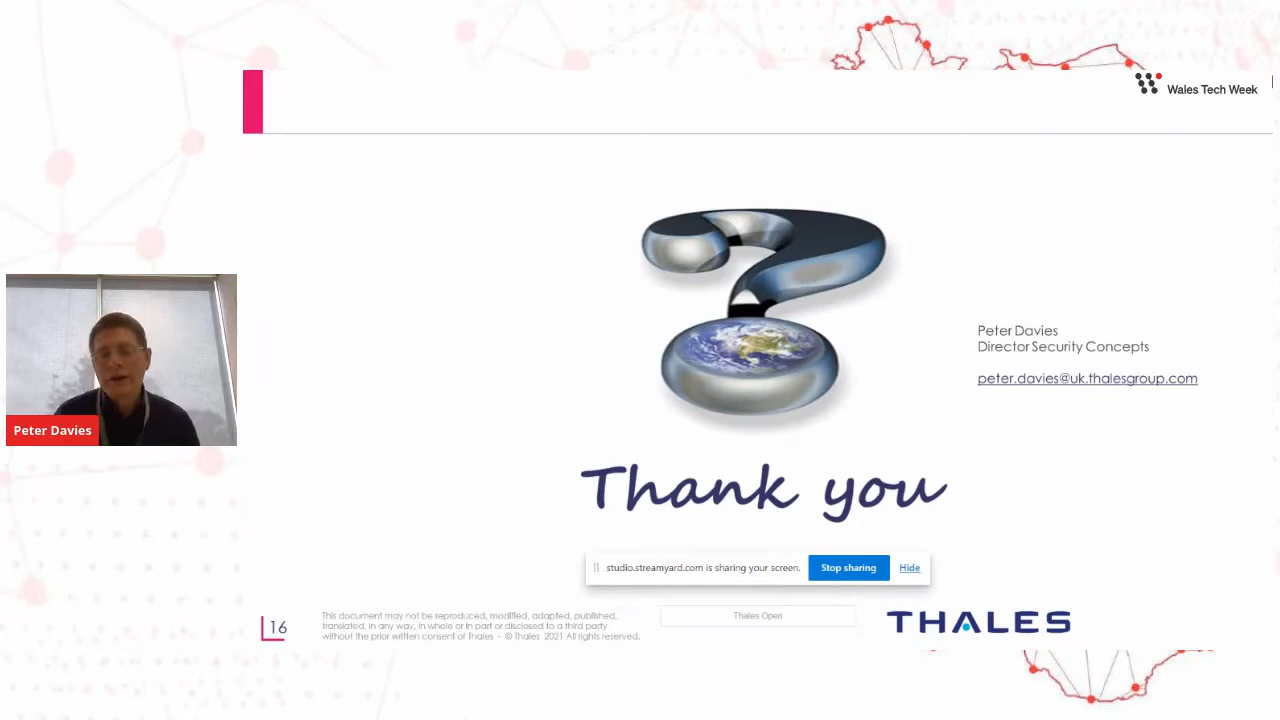 Wales Tech Week
Peter Davies
Director Security Concepts
peter.davies@uk.thalesgroup.com
Peter Davies
Thank you
studio.streamyard.com is sharing your screen.
Stop sharing
Hide
16
This document may not be reproduced, modified, adapted, published,
translated, in any way, in whole or in part or disclosed to a third party
without the prior written consent of Thales - © Thales 2021 All rights reserved.
Thales Open
THALES